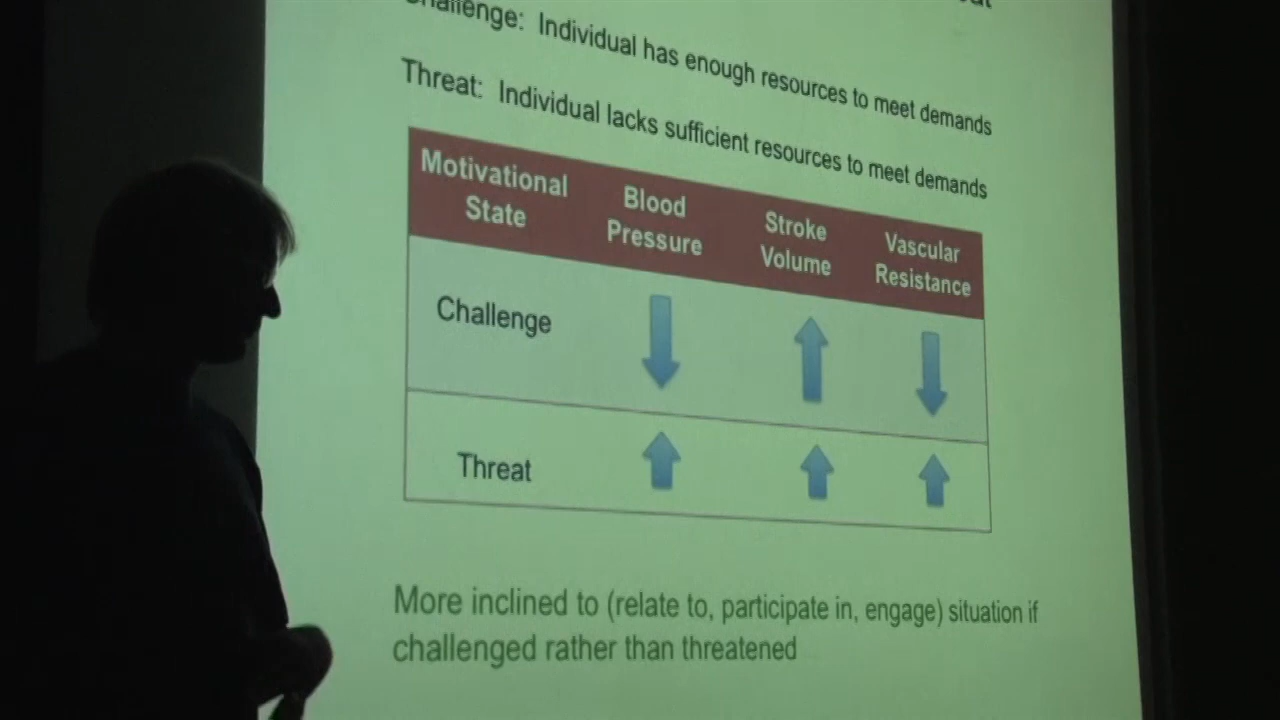 Challenge: Individual has enough resources to meet demands
Threat: Individual lacks sufficient resources to meet demands
Motivational State Blood Pressure Stroke Volume Vascular Resistance
Challenge
Threat
More inclined to (relate to, participate in, engage) situation if
challenged rather than threatened